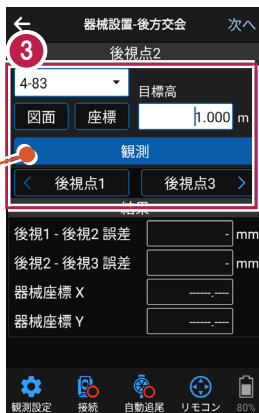 器械設置-後方交会
次へ
3
後視点2
4-83
目標高
図面
座標
1.000 m
観測
後視点1
後視点3
結果
後視1 - 後視2 誤差
- mm
後視2 - 後視3 誤差
- mm
器械座標 X
------.----
器械座標 Y
------.----
観測設定
接続
自動追尾
リモコン
80%